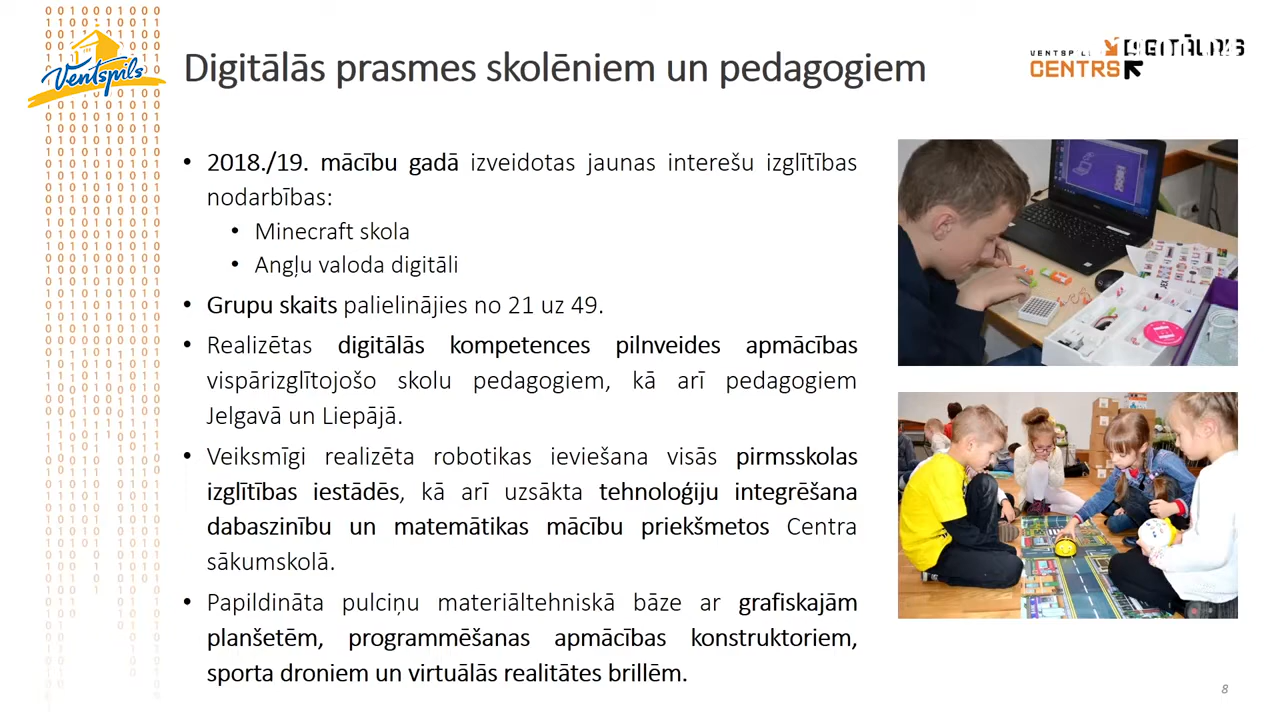 Ventspils
Digitālās prasmes skolēniem un pedagogiem
VENTSPILS
CENTRS
• 2018./19. mācību gadā izveidotas jaunas interešu izglītības
nodarbības:
• Minecraft skola
• Angļu valoda digitāli
• Grupu skaits palielinājies no 21 uz 49.
• Realizētas digitālās kompetences pilnveides apmācības
vispārizglītojošo skolu pedagogiem, kā arī pedagogiem
Jelgavā un Liepājā.
• Veiksmīgi realizēta robotikas ieviešana visās pirmsskolas
izglītības iestādēs, kā arī uzsākta tehnoloģiju integrēšana
dabaszinību un matemātikas mācību priekšmetos Centra
sākumskolā.
• Papildināta pulciņu materiāltehniskā bāze ar grafiskajām
planšetēm, programmēšanas apmācības konstruktoriem,
sporta droniem un virtuālās realitātes brillēm.
8